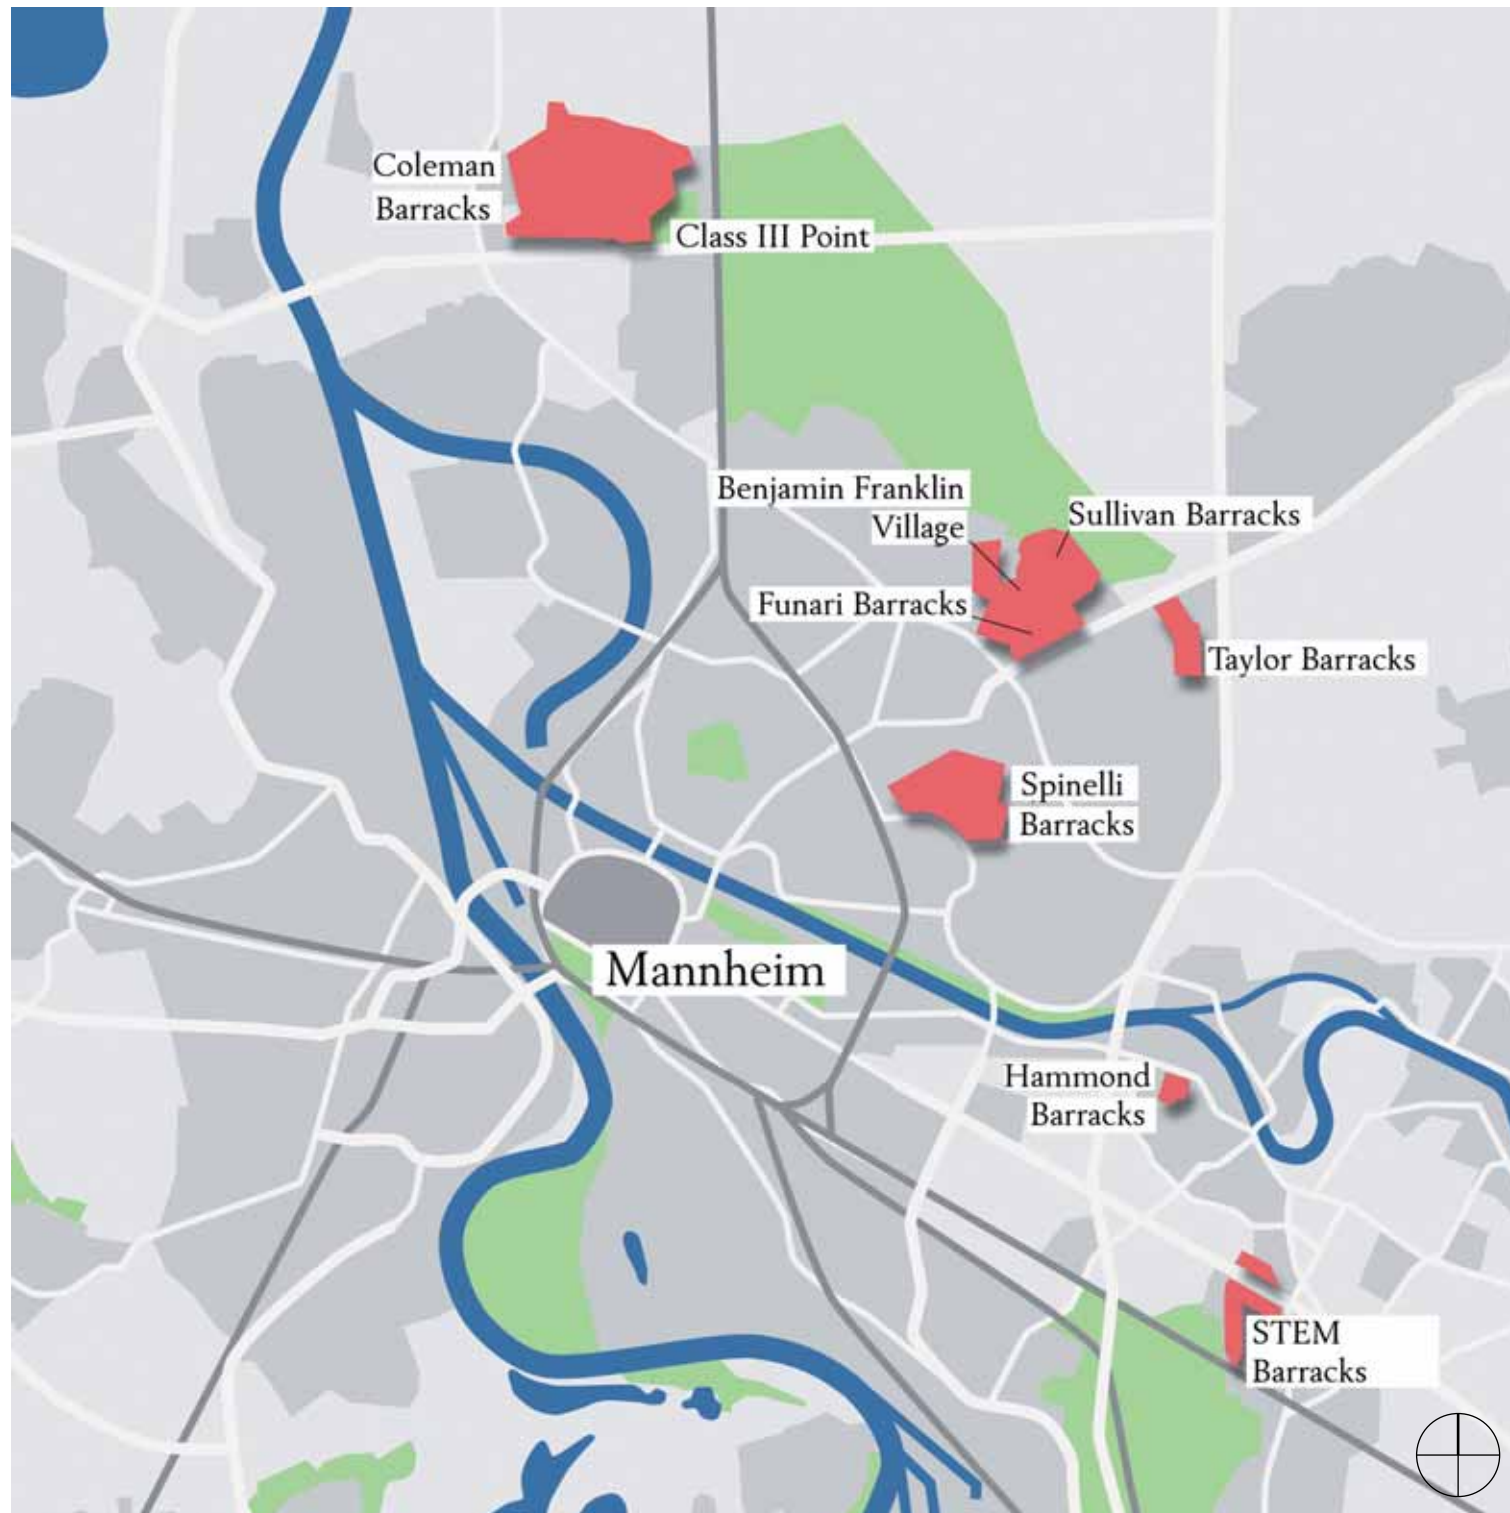 Coleman
Barracks
Class III Point
Benjamin Franklin
Village
Sullivan Barracks
Funari Barracks
Taylor Barracks
Spinelli
Barracks
Mannheim
Hammond
Barracks
STEM
Barracks